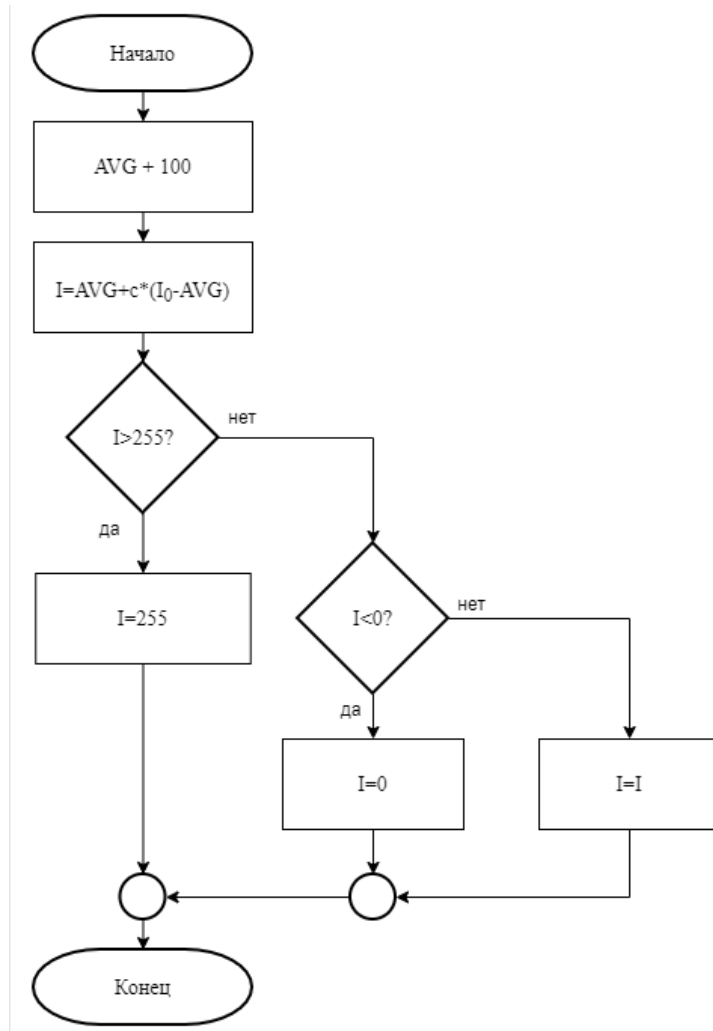 Начало
AVG + 100
I=AVG+c*(I₀-AVG)
I>255?
нет
да
I=255
I<0?
нет
да
I=0
I=I
Конец